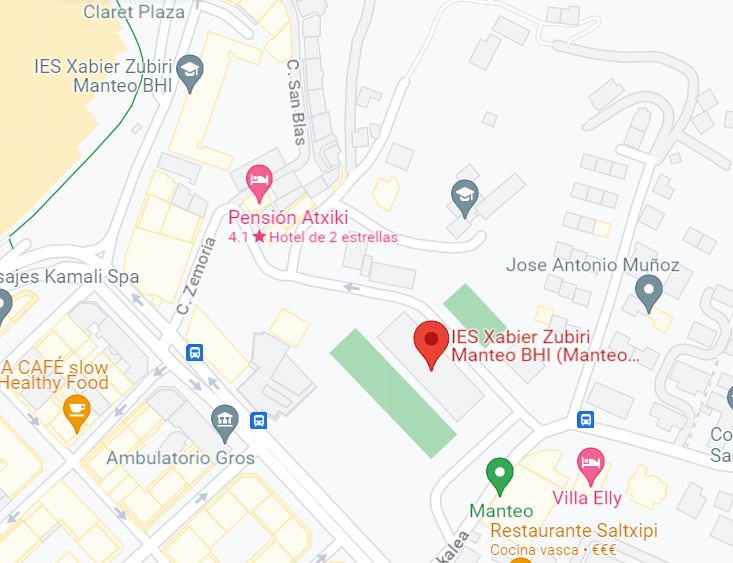 Claret Plaza
IES Xabier Zubiri
Manteo BHI
C. San Blas
Pensión Atxiki
4.1★Hotel de 2 estrellas
C. Zemoria
sajes Kamali Spa
Jose Antonio Muñoz
IES Xabier Zubiri
Manteo BHI (Manteo...
A CAFÉ slow
Healthy Food
Ambulatorio Gros
Co
Sa
Manteo
Villa Elly
Restaurante Saltxipi
Cocina vasca • €€€
kalea